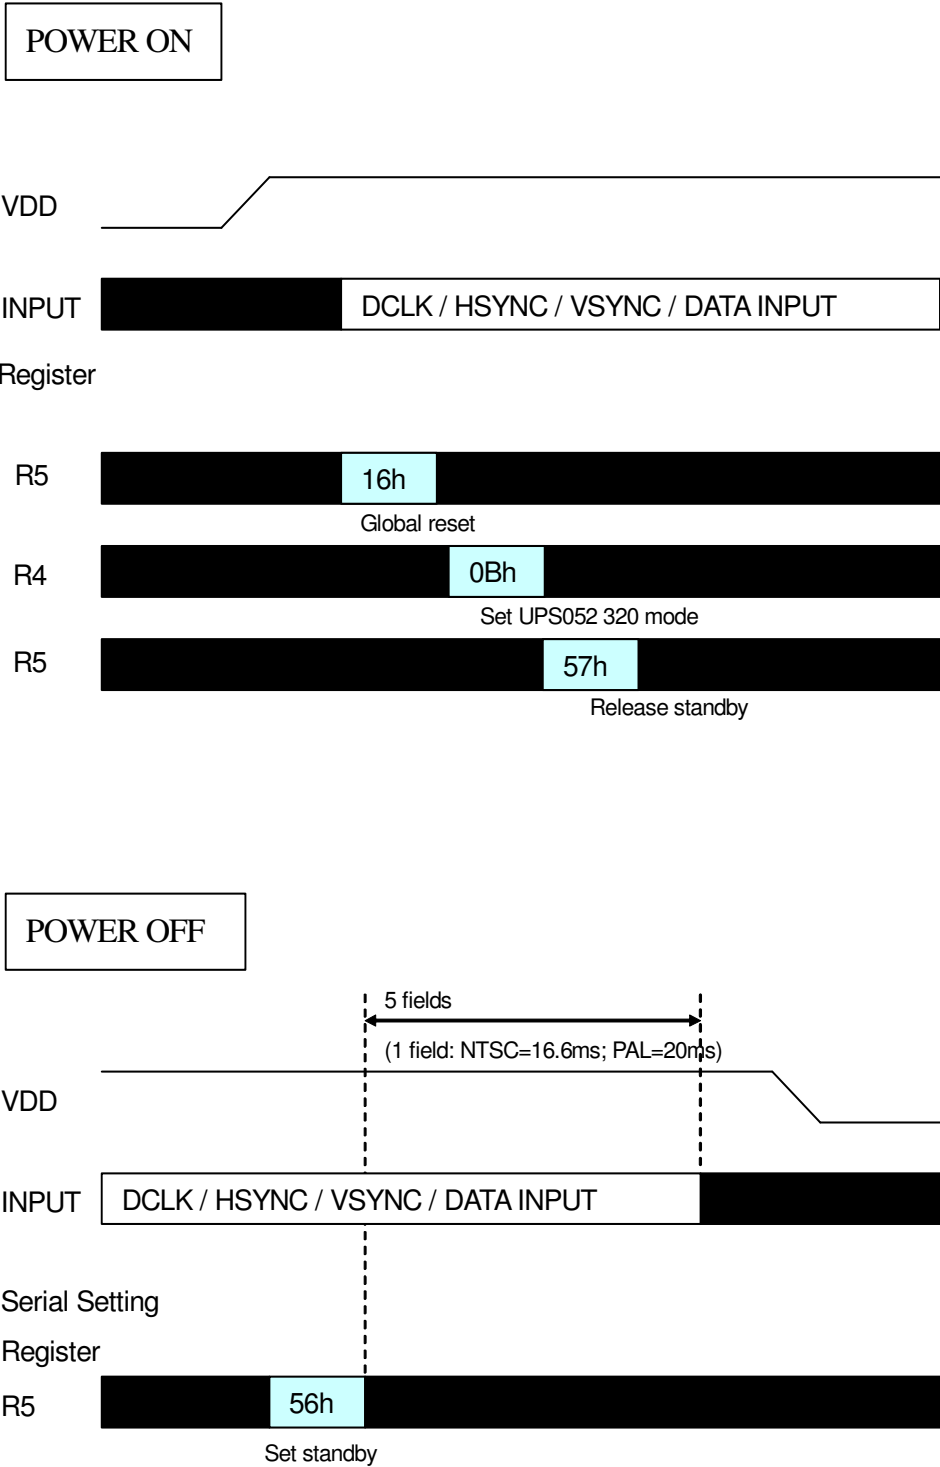 POWER ON
VDD
INPUT DCLK / HSYNC / VSYNC / DATA INPUT
Register
R5 16h
Global reset
R4 0Bh
Set UPS052 320 mode
R5 57h
Release standby
POWER OFF
5 fields
(1 field: NTSC=16.6ms; PAL=20ms)
VDD
INPUT DCLK / HSYNC / VSYNC / DATA INPUT
Serial Setting
Register
R5 56h
Set standby